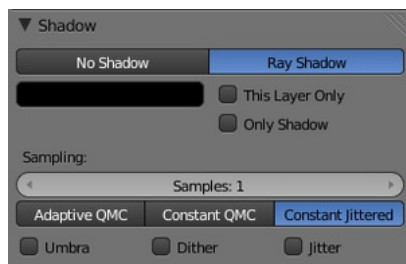 Shadow
No Shadow Ray Shadow
This Layer Only
Only Shadow
Sampling:
Samples: 1
Adaptive QMC Constant QMC Constant Jittered
Umbra Dither Jitter